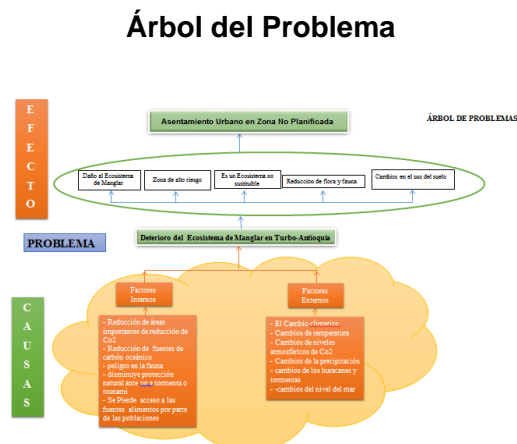 Árbol del Problema
ÁRBOL DE PROBLEMAS
EFECTO
Asentamiento Urbano en Zona No Planificada
Daño al Ecosistema
de Manglar
Zona de alto riesgo
Es un Ecosistema no
sustituible
Reducción de flora y fauna
Cambios en el uso del suelo
PROBLEMA
Deterioro del Ecosistema de Manglar en Turbo-Antioquia
CAUSAS
Factores
Internos
- Reducción de áreas
importantes de reducción de
Co2
- Reducción de fuentes de
carbón oceánico
- peligro en la fauna
- disminuye protección
natural ante una tormenta o
tsunami
- Se Pierde acceso a las
fuentes alimentos por parte
de las poblaciones
Factores
Externos
- El Cambio climatico
- Cambios de temperatura
- Cambios de niveles
atmosféricos de Co2
- Cambios de la precipitación
- cambios de los huracanes y
tormentas
- -cambios del nivel del mar